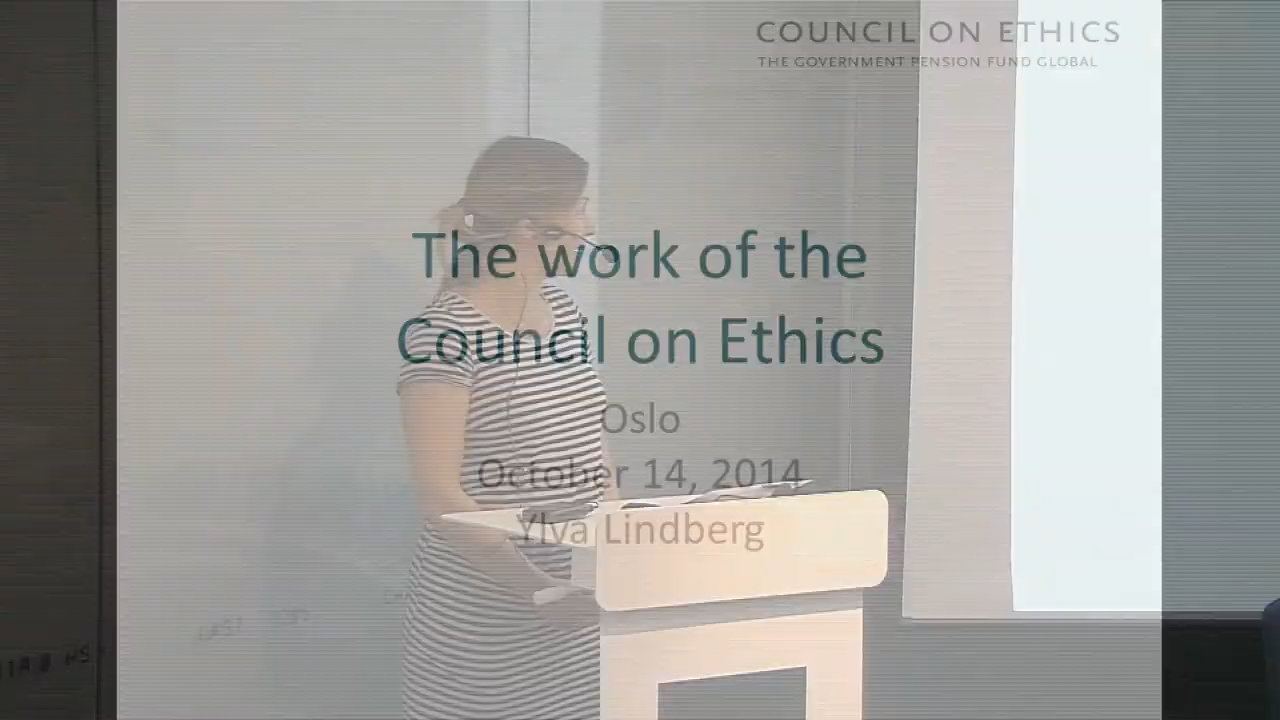 COUNCIL ON ETHICS
THE GOVERNMENT PENSION FUND GLOBAL
The work of the
Council on Ethics
Oslo
October 14, 2014
Ylva Lindberg